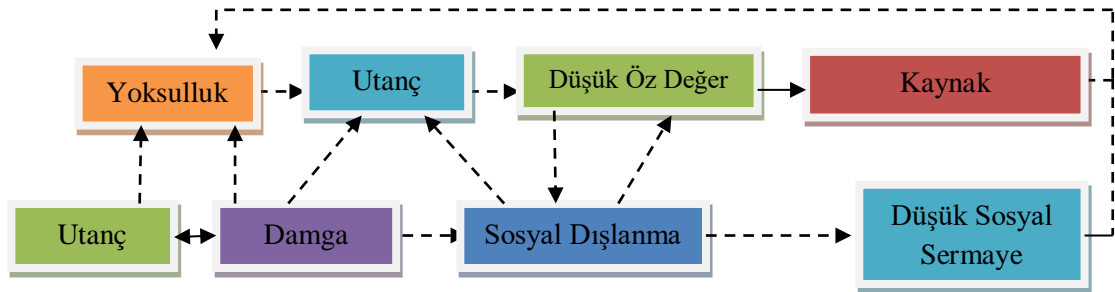 Yoksulluk
Utanç
Düşük Öz Değer
Kaynak
Utanç
Damga
Sosyal Dışlanma
Düşük Sosyal
Sermaye